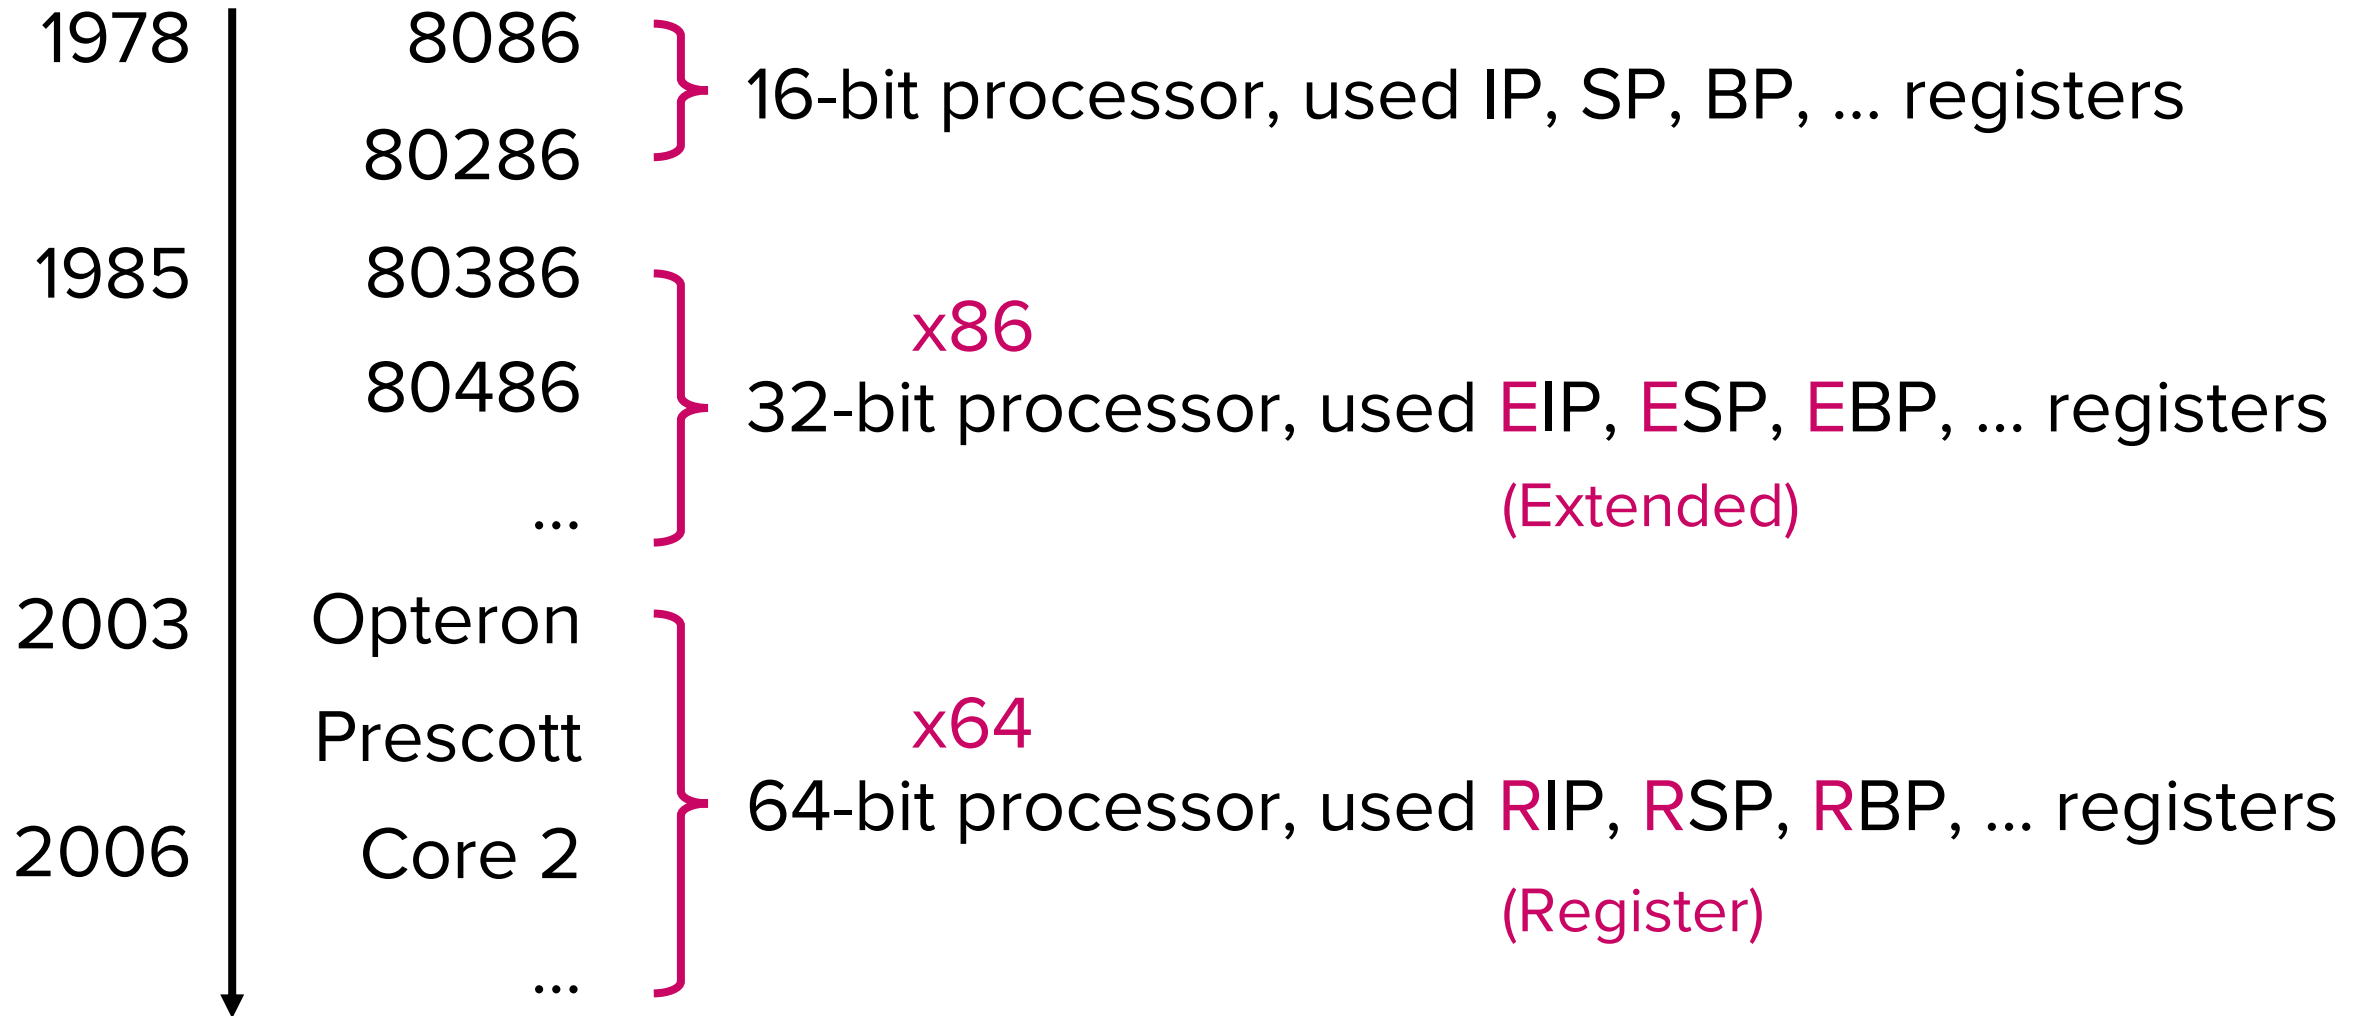 1978 8086
16-bit processor, used IP, SP, BP, ... registers
80286
1985 80386
x86
80486
32-bit processor, used EIP, ESP, EBP, ... registers
(Extended)
...
2003 Opteron
Prescott
x64
64-bit processor, used RIP, RSP, RBP, ... registers
2006 Core 2
(Register)
...